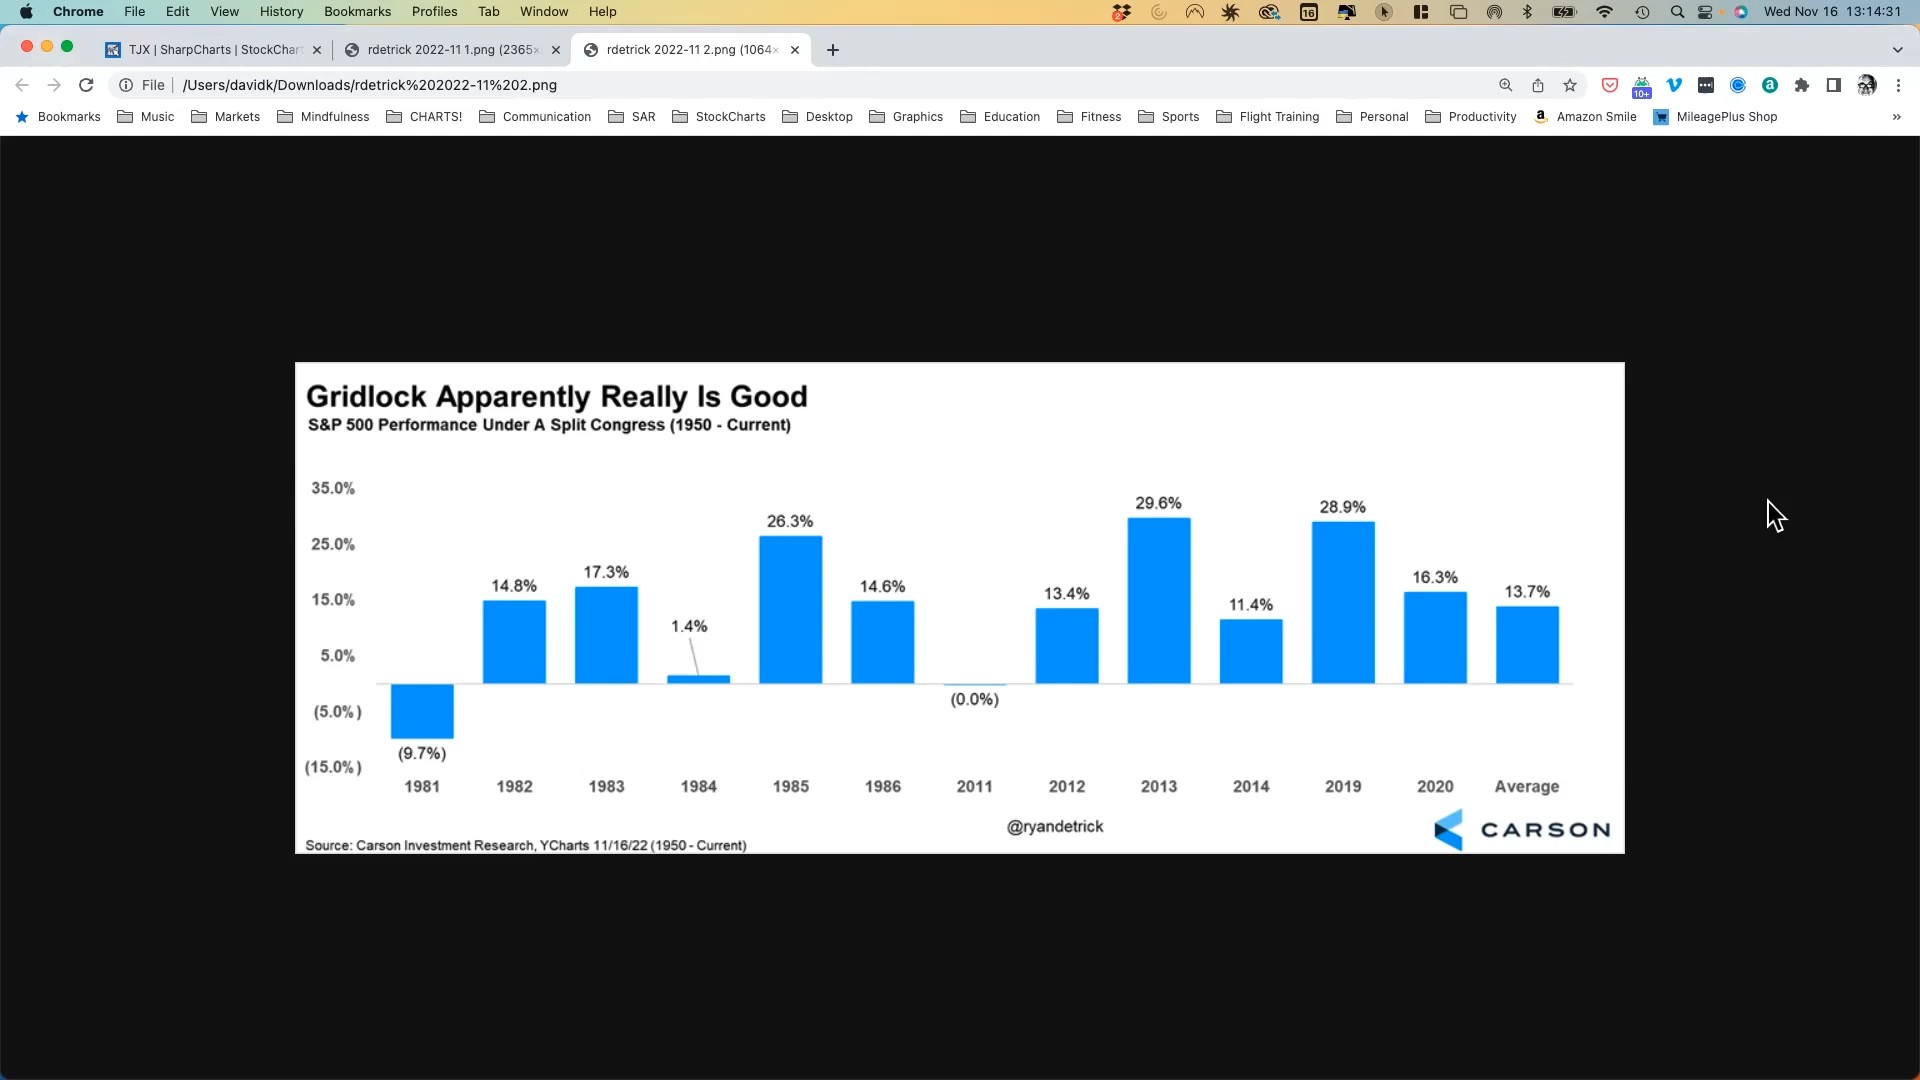 Chrome File Edit View History Bookmarks Profiles Tab Window Help 2 16 Wed Nov 16 13:14:31
TJX | SharpCharts | StockChart rdetrick 2022-11 1.png (2365x rdetrick 2022-11 2.png (1064×
File /Users/davidk/Downloads/rdetrick%202022-11%202.png 10+
Bookmarks Music Markets Mindfulness CHARTS! Communication SAR StockCharts Desktop Graphics Education Fitness Sports Flight Training Personal Productivity Amazon Smile MileagePlus Shop »
Gridlock Apparently Really Is Good
S&P 500 Performance Under A Split Congress (1950 - Current)
35.0%
25.0%
15.0%
5.0%
(5.0%)
(15.0%)
(9.7%)
14.8%
17.3%
1.4%
26.3%
14.6%
(0.0%)
13.4%
29.6%
11.4%
28.9%
16.3%
13.7%
1981 1982 1983 1984 1985 1986 2011 2012 2013 2014 2019 2020 Average
@ryandetrick
CARSON
Source: Carson Investment Research, YCharts 11/16/22 (1950 - Current)